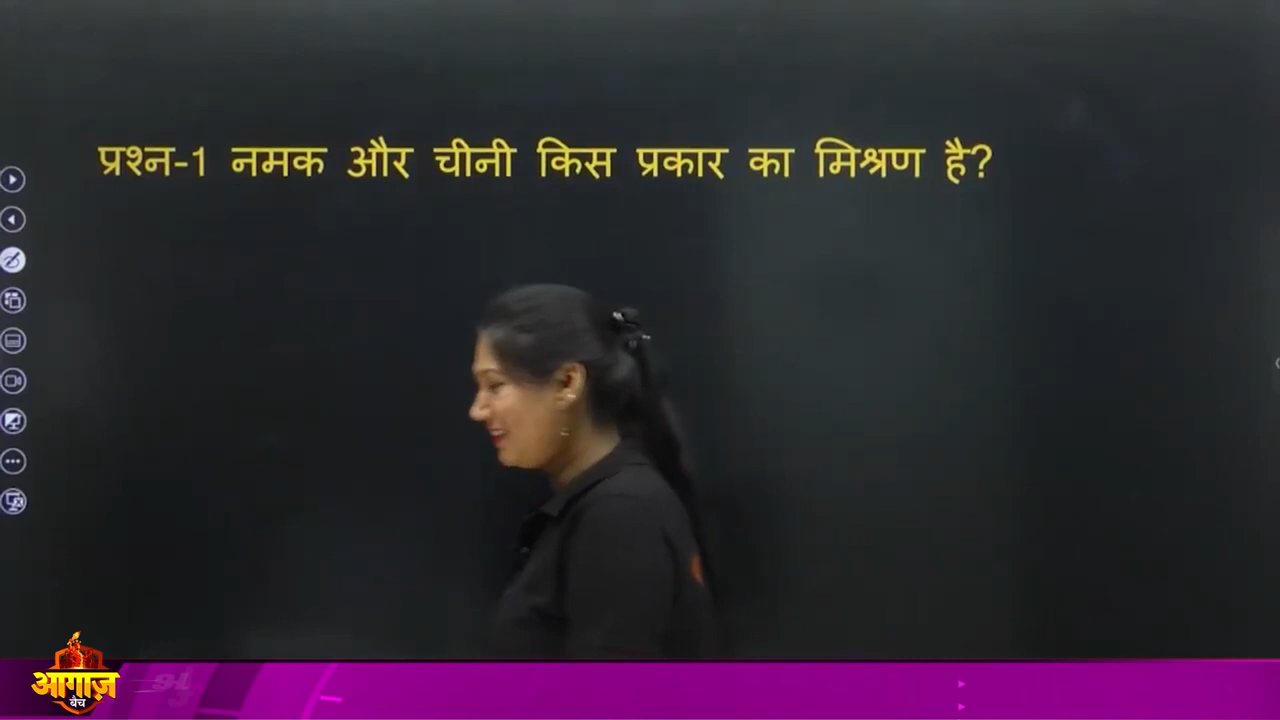 प्रश्न-1 नमक और चीनी किस प्रकार का मिश्रण है?
आगाज़
बैच